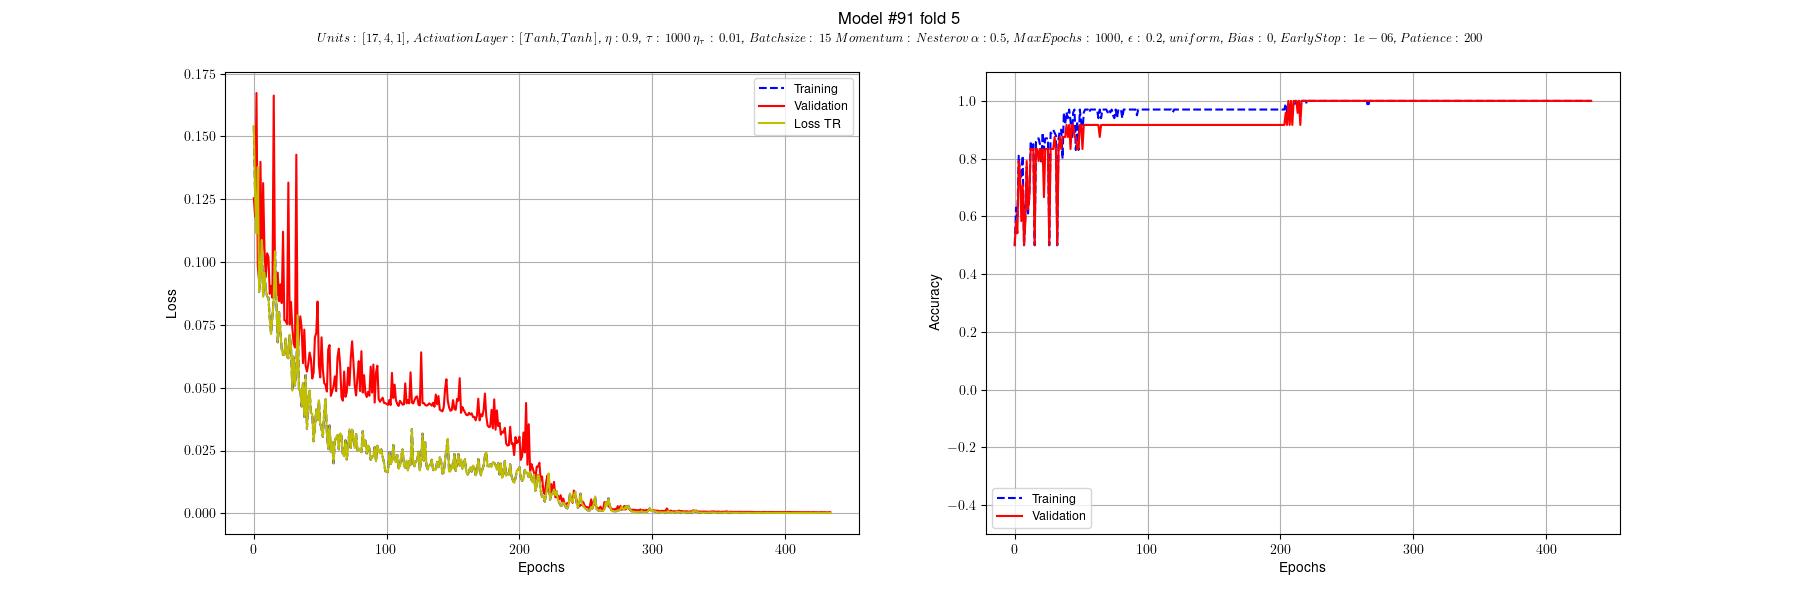 Model #91 fold 5
Units : [17, 4, 1], ActivationLayer : [Tanh, Tanh], η : 0.9, τ : 1000 ητ : 0.01, Batchsize : 15 Momentum : Nesterov α : 0.5, MaxEpochs : 1000, ϵ : 0.2, uniform, Bias : 0, EarlyStop : 1e − 06, Patience : 200
0.175
0.150
0.125
0.100
0.075
0.050
0.025
0.000
Loss
0 100 200 300 400
Epochs
Training
Validation
Loss TR
1.0
0.8
0.6
0.4
0.2
0.0
−0.2
−0.4
Accuracy
0 100 200 300 400
Epochs
Training
Validation